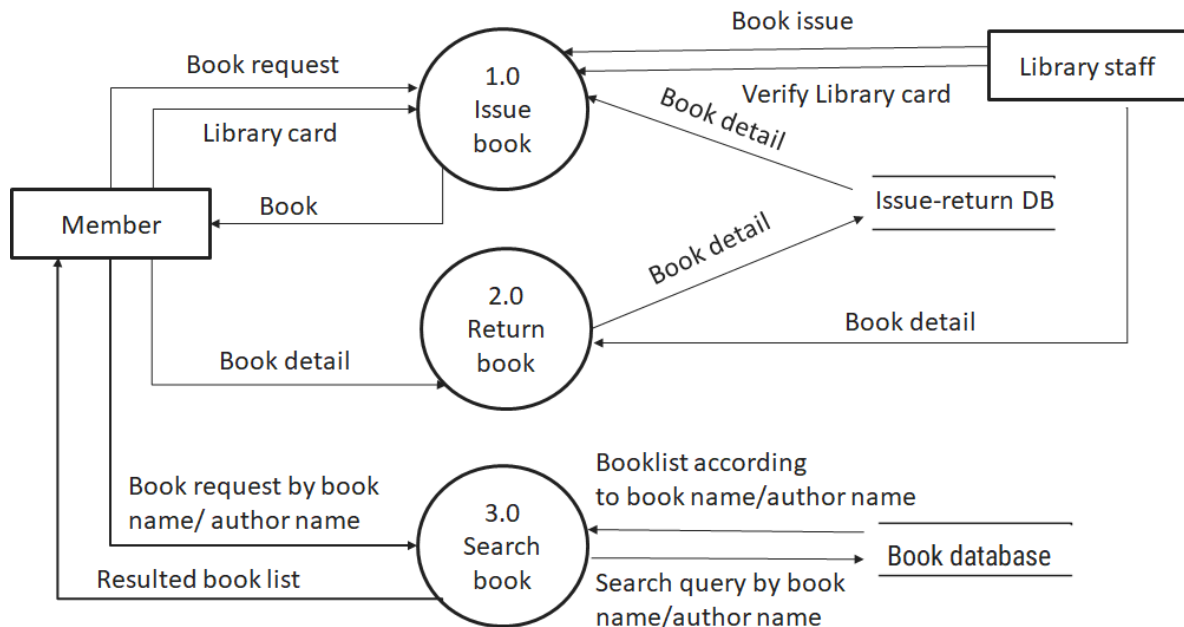 Book issue
Book request
1.0
Issue
book
Library staff
Verify Library card
Library card
Book detail
Member
Book
Issue-return DB
Book detail
2.0
Return
book
Book detail
Book detail
Booklist according
to book name/author name
Book request by book
name/ author name
3.0
Search
book
Book database
Resulted book list
Search query by book
name/author name